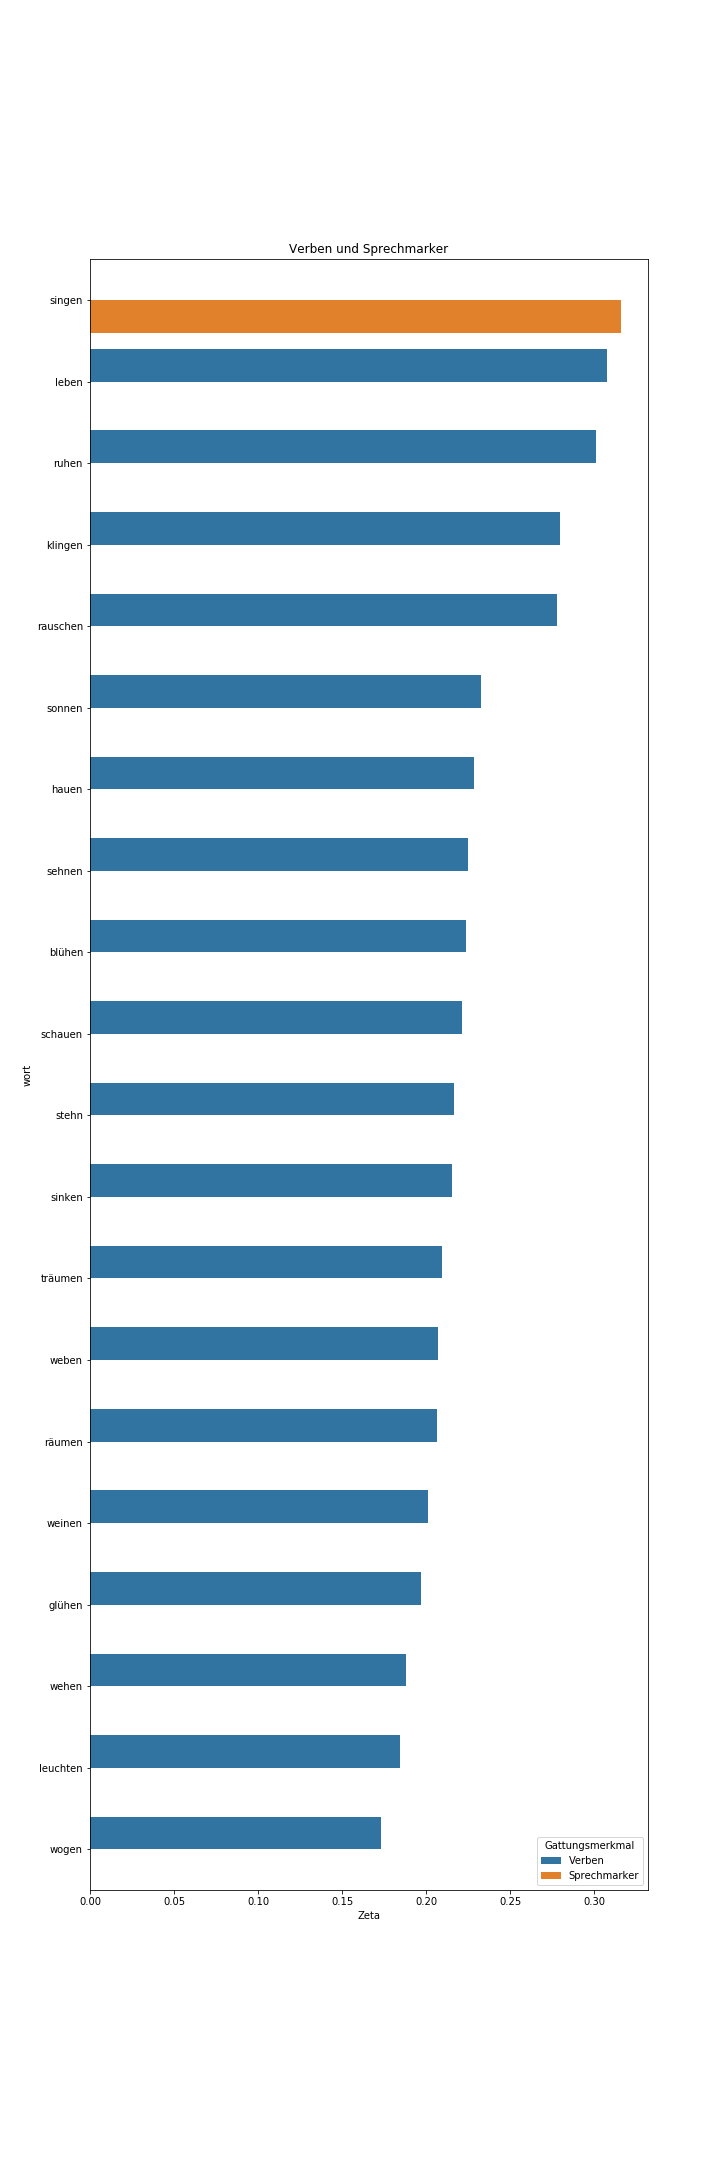 Verben und Sprechmarker
singen
leben
ruhen
klingen
rauschen
sonnen
hauen
sehnen
blühen
schauen
wort
stehn
sinken
träumen
weben
räumen
weinen
glühen
wehen
leuchten
wogen
Gattungsmerkmal
Verben
Sprechmarker
0.00 0.05 0.10 0.15 0.20 0.25 0.30
Zeta